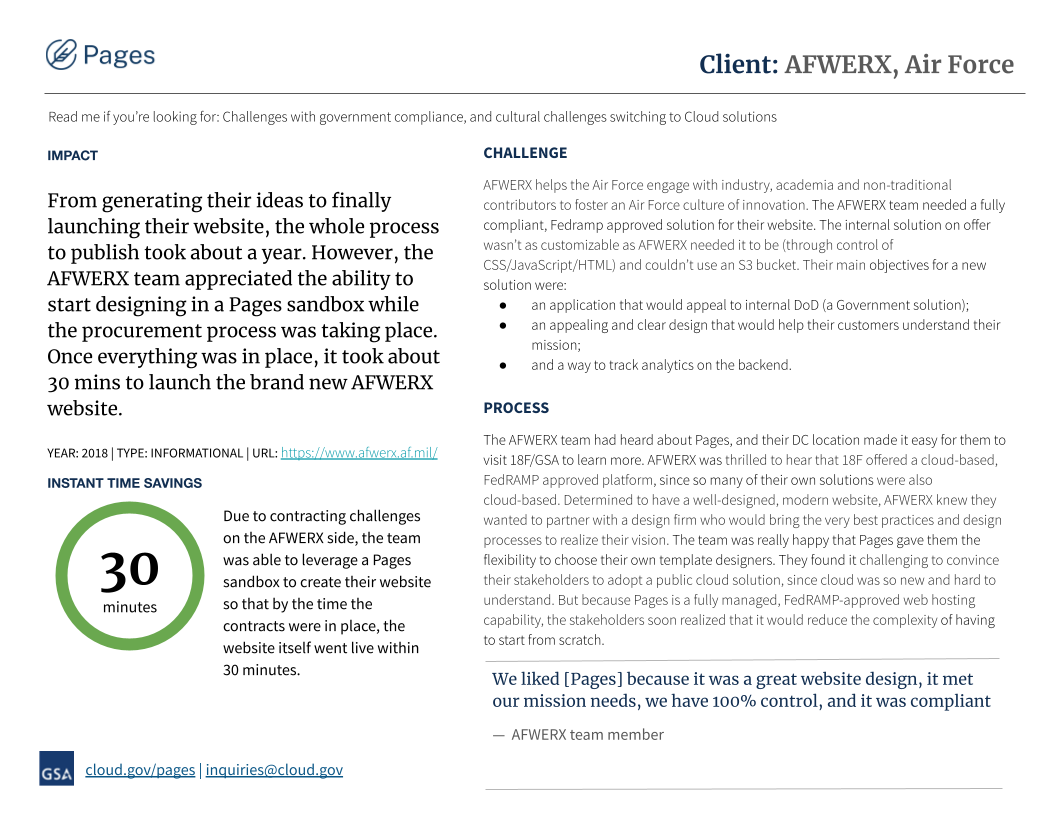 Pages
Client: AFWERX, Air Force
Read me if you're looking for: Challenges with government compliance, and cultural challenges switching to Cloud solutions
IMPACT
From generating their ideas to finally
launching their website, the whole process
to publish took about a year. However, the
AFWERX team appreciated the ability to
start designing in a Pages sandbox while
the procurement process was taking place.
Once everything was in place, it took about
30 mins to launch the brand new AFWERX
website.
YEAR: 2018 | TYPE: INFORMATIONAL | URL: https://www.afwerx.af.mil/
INSTANT TIME SAVINGS
30
minutes
Due to contracting challenges
on the AFWERX side, the team
was able to leverage a Pages
sandbox to create their website
so that by the time the
contracts were in place, the
website itself went live within
30 minutes.
CHALLENGE
AFWERX helps the Air Force engage with industry, academia and non-traditional
contributors to foster an Air Force culture of innovation. The AFWERX team needed a fully
compliant, Fedramp approved solution for their website. The internal solution on offer
wasn't as customizable as AFWERX needed it to be (through control of
CSS/JavaScript/HTML) and couldn't use an S3 bucket. Their main objectives for a new
solution were:
● an application that would appeal to internal DoD (a Government solution);
● an appealing and clear design that would help their customers understand their
mission;
● and a way to track analytics on the backend.
PROCESS
The AFWERX team had heard about Pages, and their DC location made it easy for them to
visit 18F/GSA to learn more. AFWERX was thrilled to hear that 18F offered a cloud-based,
FedRAMP approved platform, since so many of their own solutions were also
cloud-based. Determined to have a well-designed, modern website, AFWERX knew they
wanted to partner with a design firm who would bring the very best practices and design
processes to realize their vision. The team was really happy that Pages gave them the
flexibility to choose their own template designers. They found it challenging to convince
their stakeholders to adopt a public cloud solution, since cloud was so new and hard to
understand. But because Pages is a fully managed, FedRAMP-approved web hosting
capability, the stakeholders soon realized that it would reduce the complexity of having
to start from scratch.
We liked [Pages] because it was a great website design, it met
our mission needs, we have 100% control, and it was compliant
— AFWERX team member
GSA
cloud.gov/pages | inquiries@cloud.gov